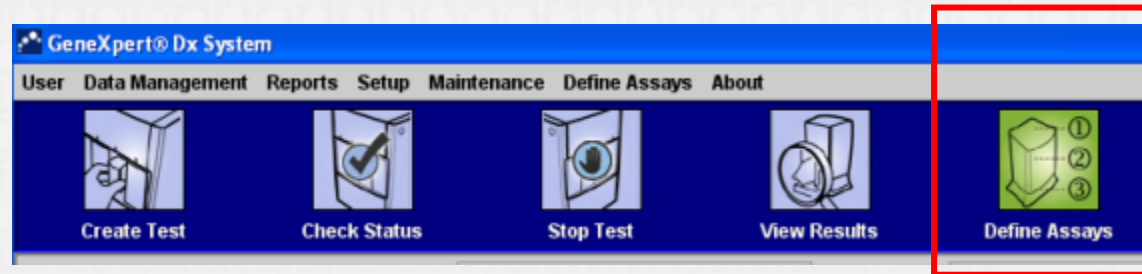 GeneXpert® Dx System
User Data Management Reports Setup Maintenance Define Assays About
① ② ③
Create Test Check Status Stop Test View Results Define Assays